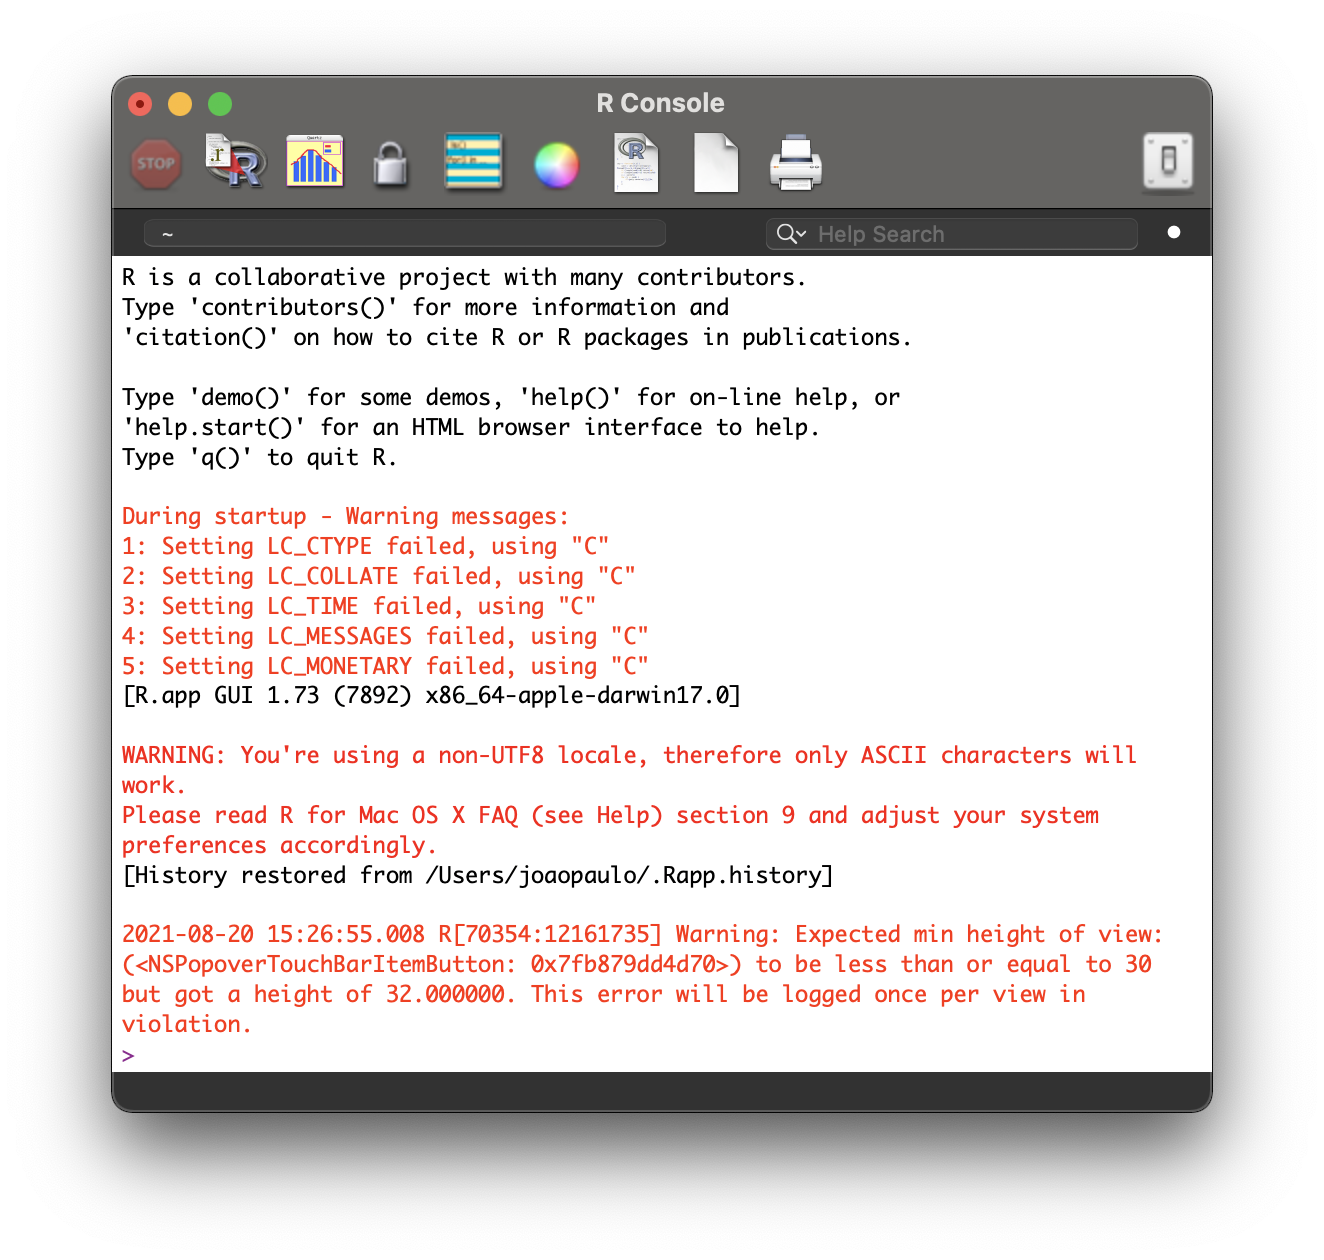 R Console
STOP
~
Help Search
R is a collaborative project with many contributors.
Type 'contributors()' for more information and
'citation()' on how to cite R or R packages in publications.
Type 'demo()' for some demos, 'help()' for on-line help, or
'help.start()' for an HTML browser interface to help.
Type 'q()' to quit R.
During startup - Warning messages:
1: Setting LC_CTYPE failed, using "C"
2: Setting LC_COLLATE failed, using "C"
3: Setting LC_TIME failed, using "C"
4: Setting LC_MESSAGES failed, using "C"
5: Setting LC_MONETARY failed, using "C"
[R.app GUI 1.73 (7892) x86_64-apple-darwin17.0]
WARNING: You're using a non-UTF8 locale, therefore only ASCII characters will
work.
Please read R for Mac OS X FAQ (see Help) section 9 and adjust your system
preferences accordingly.
[History restored from /Users/joaopaulo/.Rapp.history]
2021-08-20 15:26:55.008 R[70354:12161735] Warning: Expected min height of view:
(<NSPopoverTouchBarItemButton: 0x7fb879dd4d70>) to be less than or equal to 30
but got a height of 32.000000. This error will be logged once per view in
violation.
>